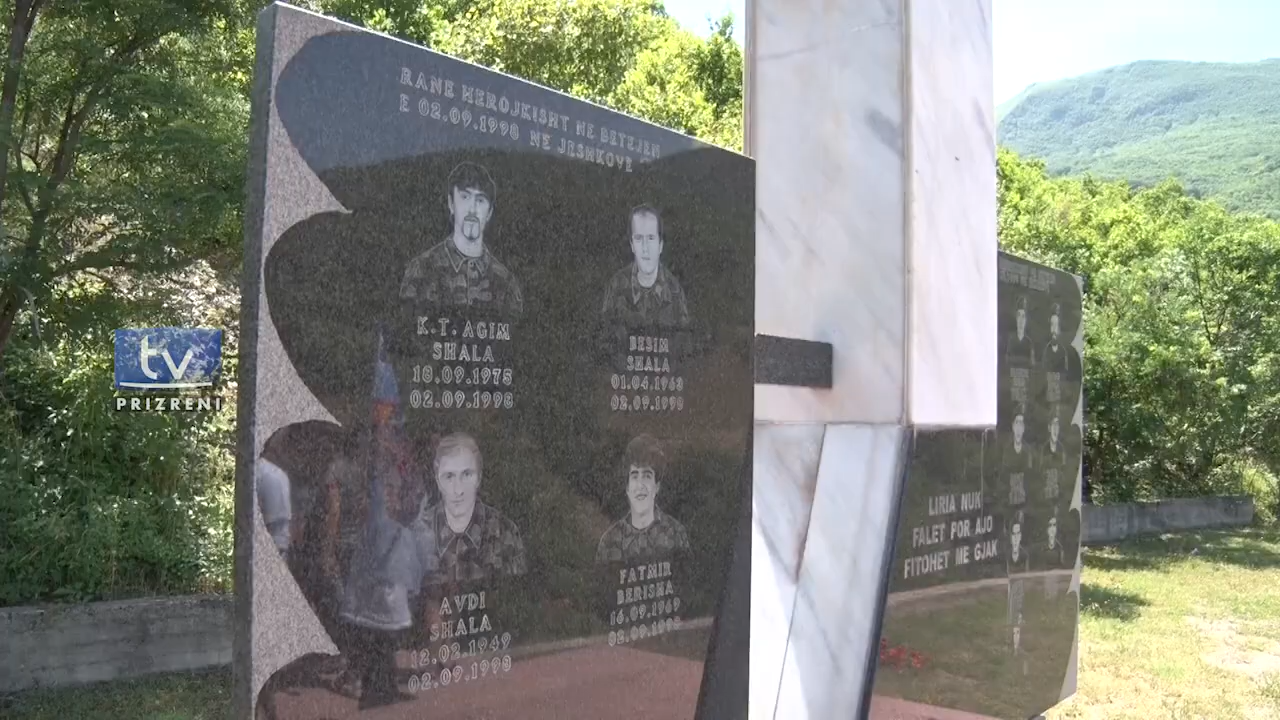 RANE HEROJKISHT NE BETEJEN
E 02.09.1998 NE JESHKOVE
K.T. AGIM
SHALA
18.09.1975
02.09.1998
BESIM
SHALA
01.04.1968
02.09.1998
AVDI
SHALA
12.02.1949
02.09.1998
FATMIR
BERISHA
16.09.1969
02.09.1998
LIRIA NUK
FALET POR AJO
FITOHET ME GJAK
tv
PRIZRENI